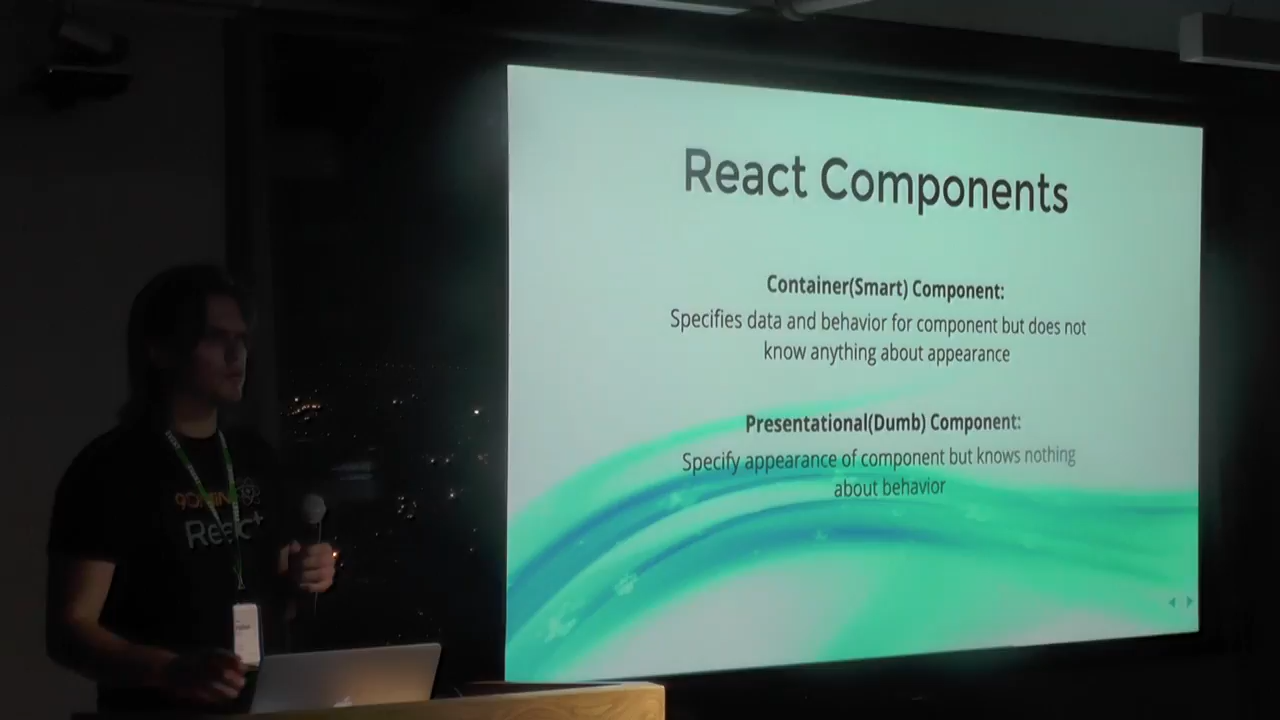 React Components
Container(Smart) Component:
Specifies data and behavior for component but does not
know anything about appearance
Presentational(Dumb) Component:
Specify appearance of component but knows nothing
about behavior